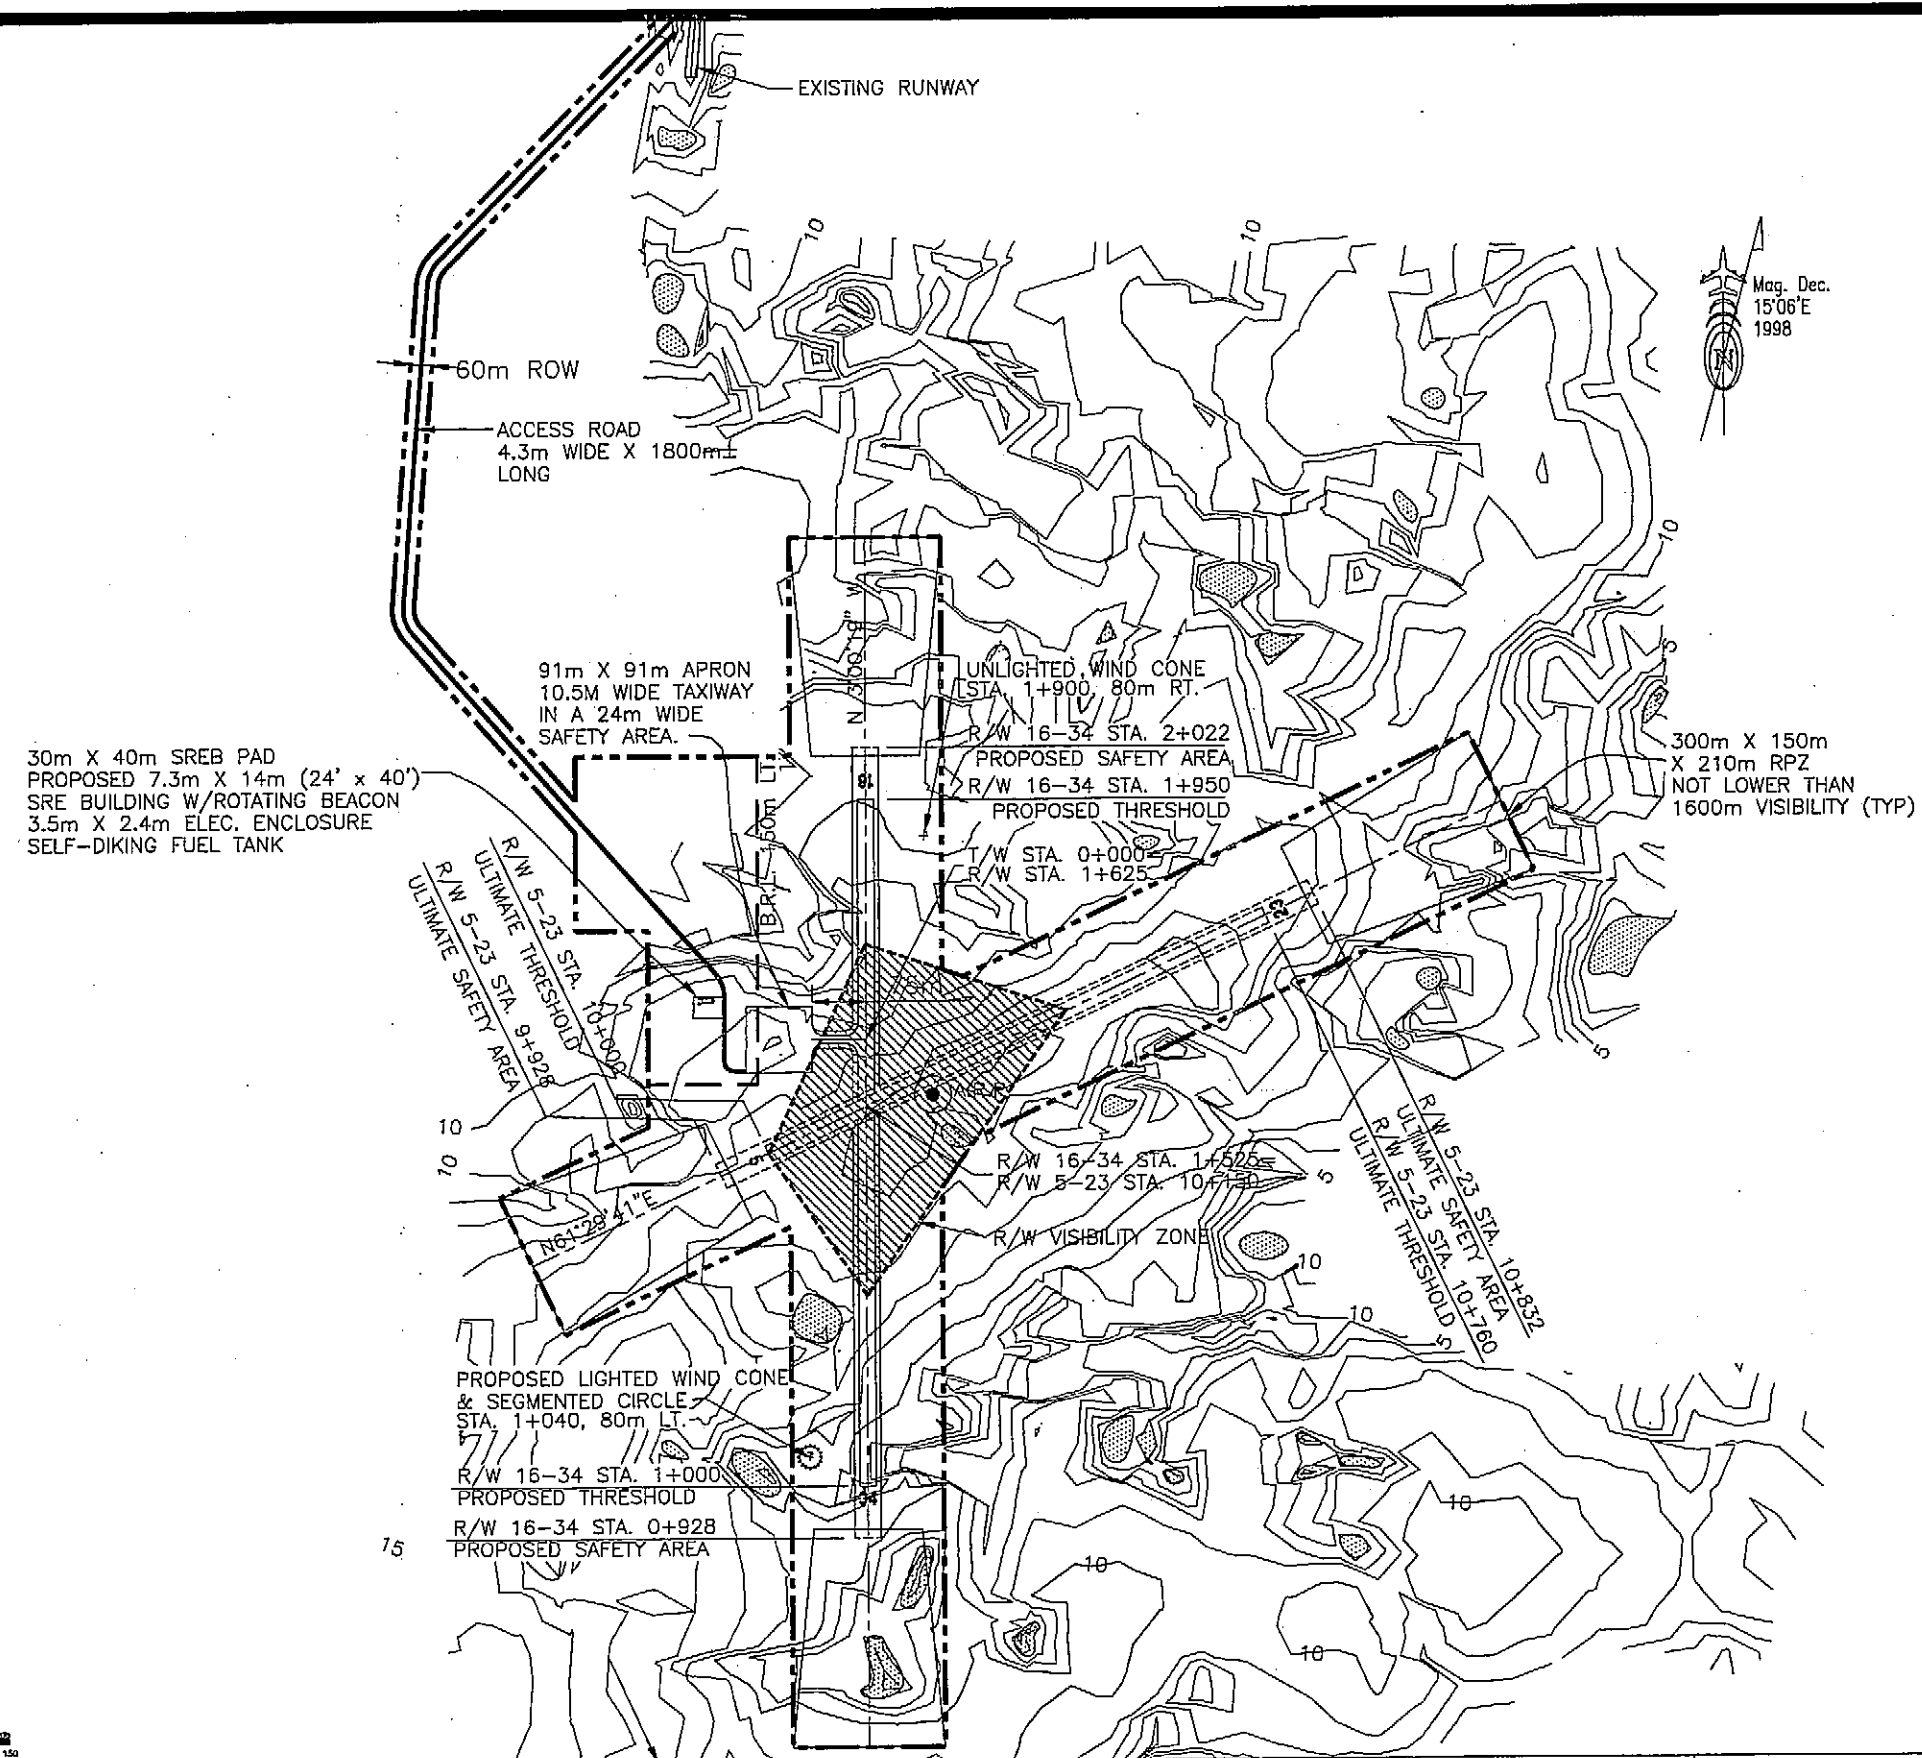 EXISTING RUNWAY
10
10
Mag. Dec.
15°06'E
1998
N
60m ROW
ACCESS ROAD
4.3m WIDE X 1800m±
LONG
10
5
91m X 91m APRON
10.5M WIDE TAXIWAY
IN A 24m WIDE
SAFETY AREA.
UNLIGHTED WIND CONE
STA. 1+900, 80m RT.
R/W 16-34 STA. 2+022
PROPOSED SAFETY AREA
R/W 16-34 STA. 1+950
PROPOSED THRESHOLD
T/W STA. 0+000=
R/W STA. 1+625
300m X 150m
X 210m RPZ
NOT LOWER THAN
1600m VISIBILITY (TYP)
30m X 40m SREB PAD
PROPOSED 7.3m X 14m (24' x 40')
SRE BUILDING W/ROTATING BEACON
3.5m X 2.4m ELEC. ENCLOSURE
SELF-DIKING FUEL TANK
16
23
R/W 5-23 STA. 10+000
ULTIMATE THRESHOLD
R/W 5-23 STA. 9+928
ULTIMATE SAFETY AREA
5
10
10
5
N61°29'41"E
R/W 16-34 STA. 1+525=
R/W 5-23 STA.
R/W VISIBILITY ZONE
5
10
10
5
R/W 5-23 STA. 10+832
ULTIMATE SAFETY AREA
R/W 5-23 STA. 10+760
ULTIMATE THRESHOLD
PROPOSED LIGHTED WIND CONE
& SEGMENTED CIRCLE
STA. 1+040, 80m LT.
R/W 16-34 STA. 1+000
PROPOSED THRESHOLD
34
R/W 16-34 STA. 0+928
PROPOSED SAFETY AREA
15
10
10
10
150